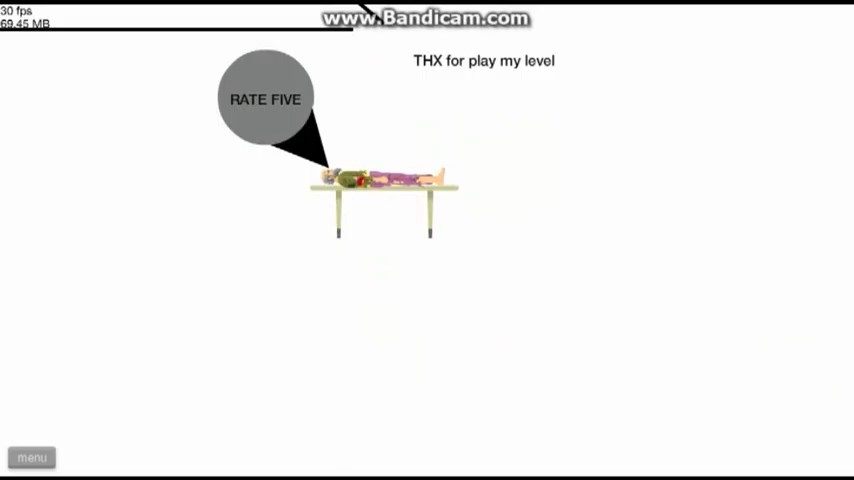 30 fps
69.45 MB
www.Bandicam.com
THX for play my level
RATE FIVE
menu